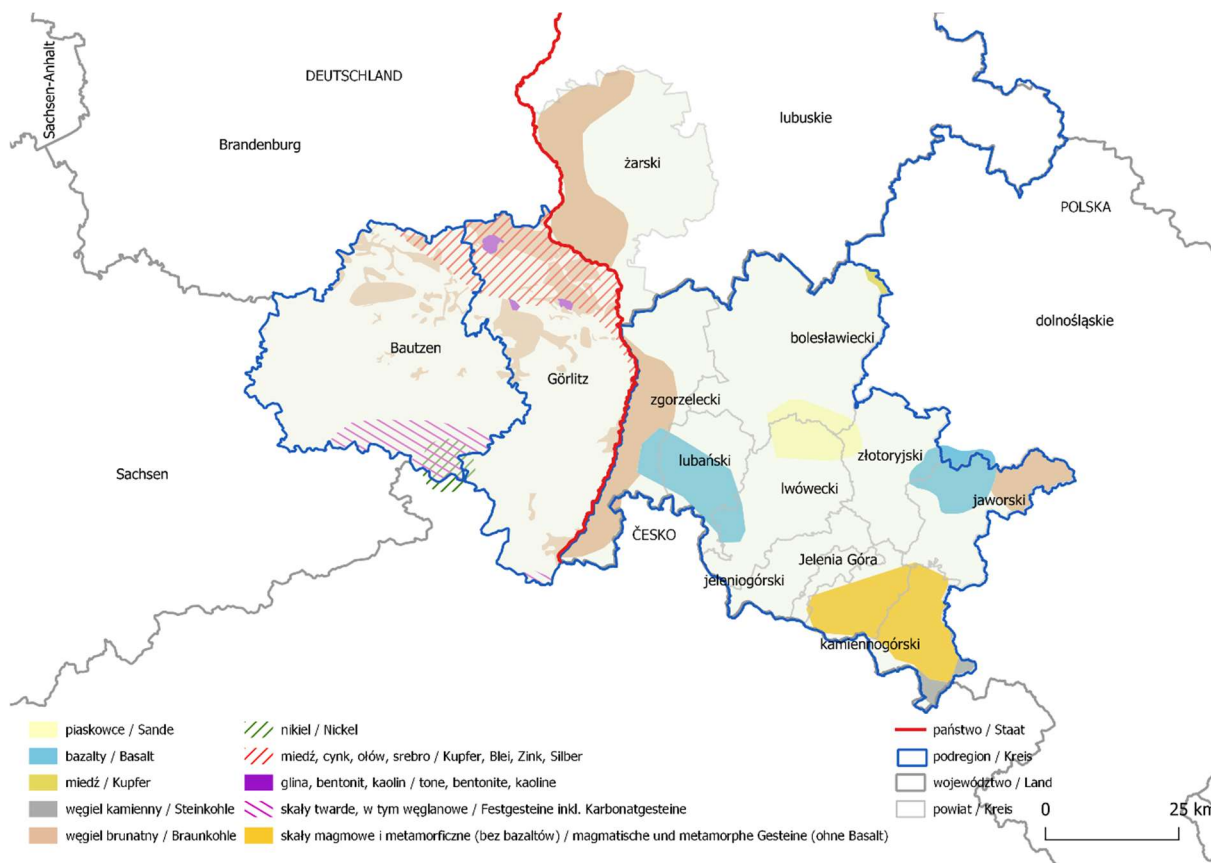 Sachsen-Anhalt
DEUTSCHLAND
Brandenburg
lubuskie
żarski
POLSKA
dolnośląskie
bolesławiecki
Bautzen
Görlitz
zgorzelecki
Sachsen
lubański
złotoryjski
lwówecki
jaworski
ČESKO
Jelenia Góra
jeleniogórski
kamiennogórski
piaskowce / Sande
bazalty / Basalt
miedź / Kupfer
węgiel kamienny / Steinkohle
węgiel brunatny / Braunkohle
nikiel / Nickel
miedź, cynk, ołów, srebro / Kupfer, Blei, Zink, Silber
glina, bentonit, kaolin / tone, bentonite, kaoline
skały twarde, w tym węglanowe / Festgesteine inkl. Karbonatgesteine
skały magmowe i metamorficzne (bez bazaltów) / magmatische und metamorphe Gesteine (ohne Basalt)
państwo / Staat
podregion / Kreis
województwo / Land
powiat / Kreis
0 25 km